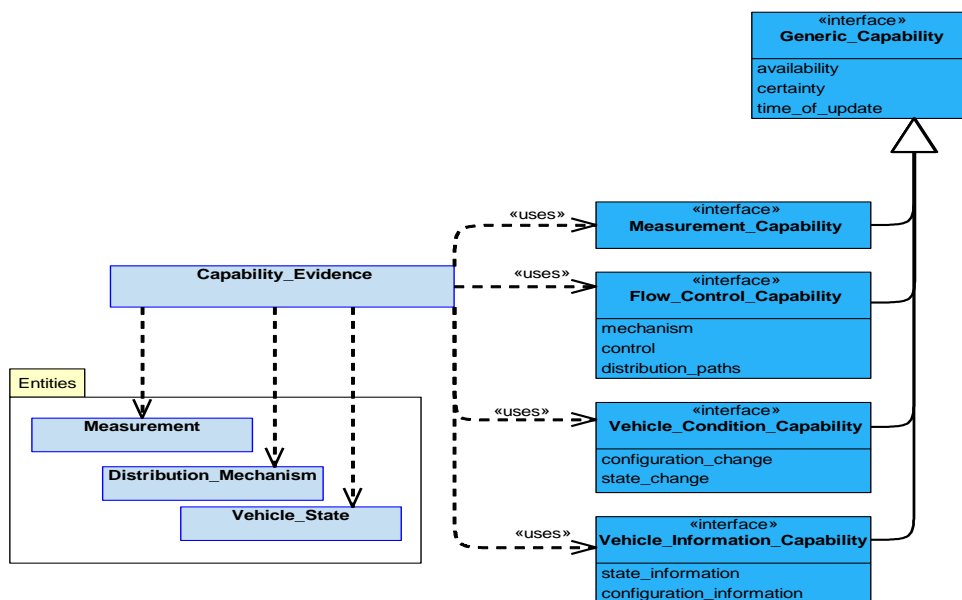 «interface»
Generic_Capability
availability
certainty
time_of_update
«uses»
«interface»
Measurement_Capability
Capability_Evidence
«uses»
«interface»
Flow_Control_Capability
mechanism
control
distribution_paths
Entities
Measurement
Distribution_Mechanism
Vehicle_State
«uses»
«interface»
Vehicle_Condition_Capability
configuration_change
state_change
«uses»
«interface»
Vehicle_Information_Capability
state_information
configuration_information